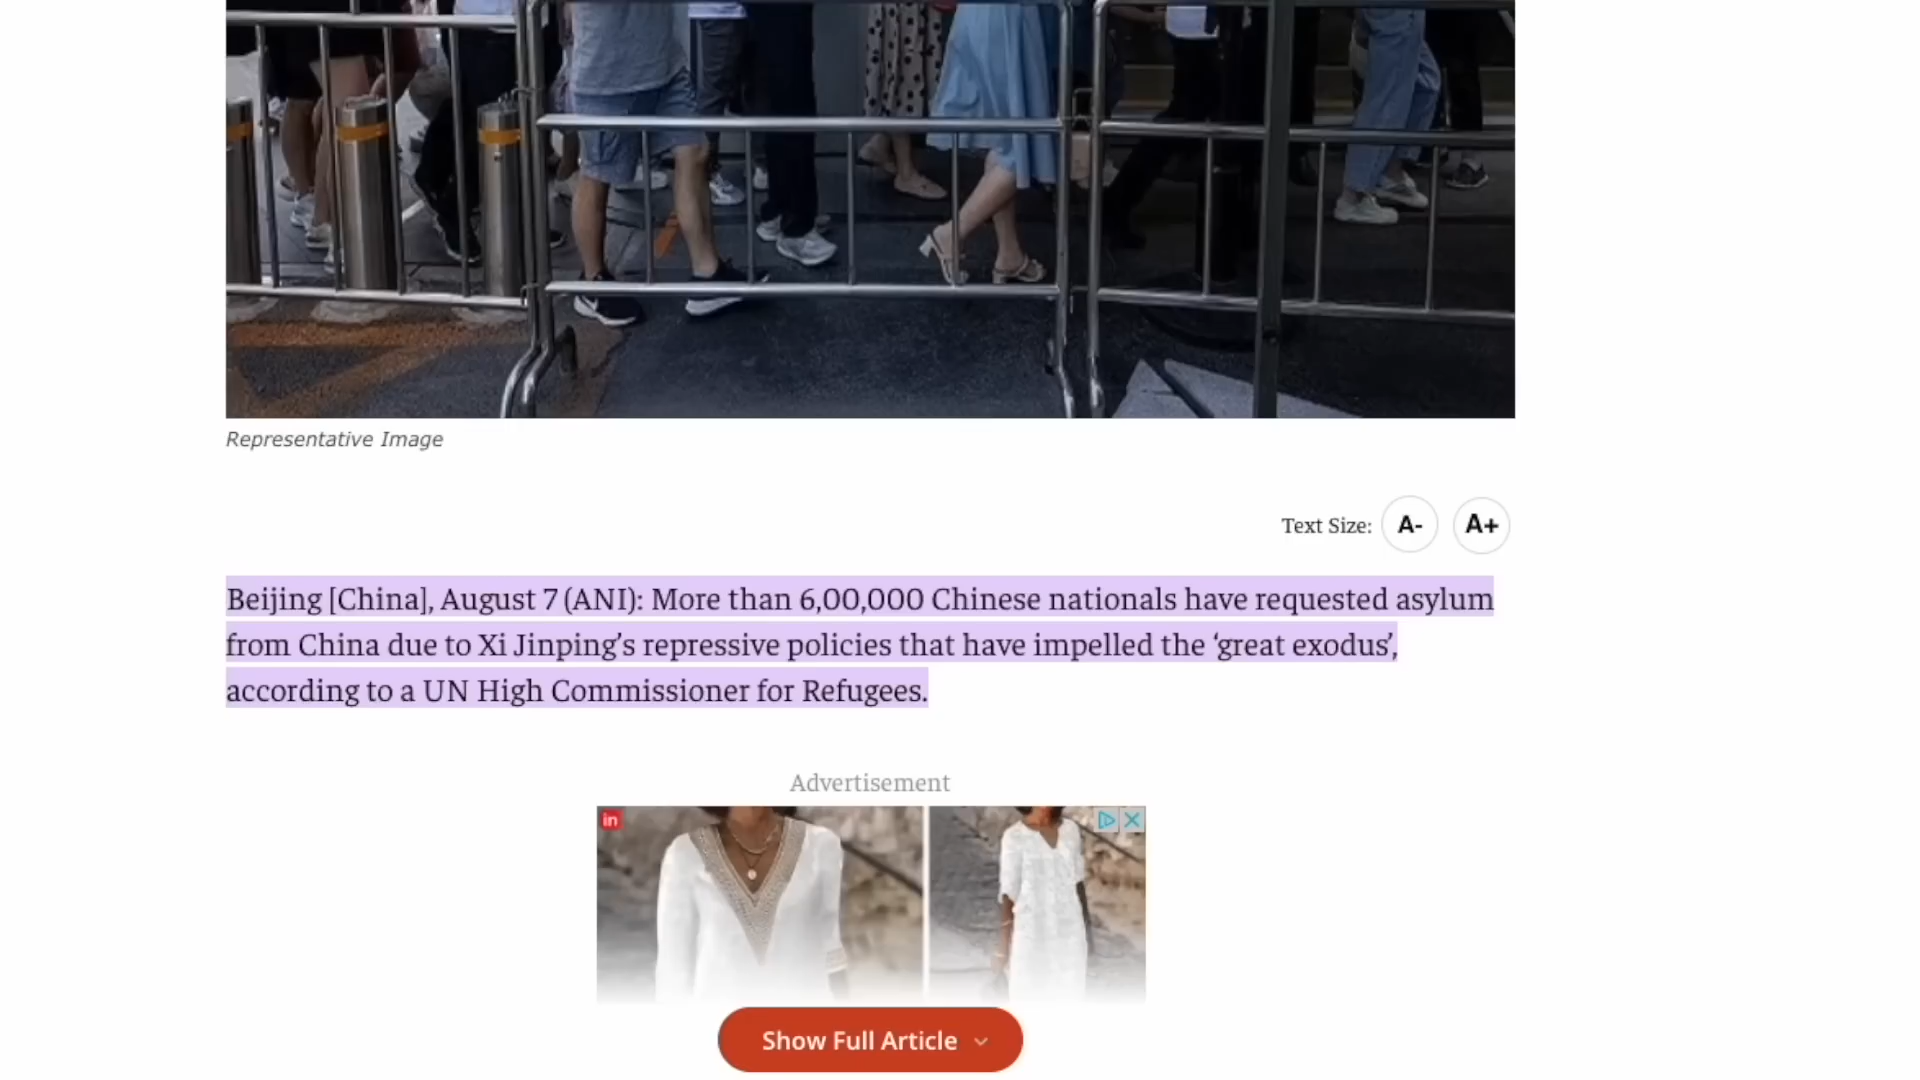 Representative Image
Text Size: A- A+
Beijing [China], August 7 (ANI): More than 6,00,000 Chinese nationals have requested asylum
from China due to Xi Jinping’s repressive policies that have impelled the ‘great exodus’,
according to a UN High Commissioner for Refugees.
Advertisement
in
Show Full Article